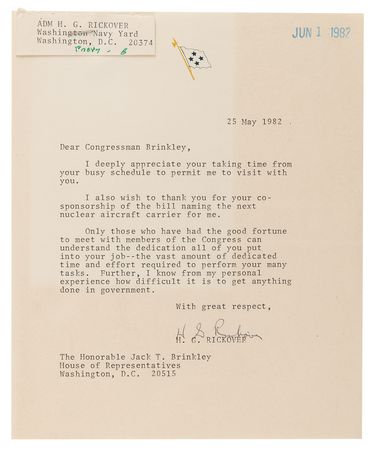 ADM H. G. RICKOVER
Washington Navy Yard
Washington, D.C. 20374
JUN 1 1982
25 May 1982
Dear Congressman Brinkley,
I deeply appreciate your taking time from
your busy schedule to permit me to visit with
you.
I also wish to thank you for your co-
sponsorship of the bill naming the next
nuclear aircraft carrier for me.
Only those who have had the good fortune
to meet with members of the Congress can
understand the dedication all of you put
into your job--the vast amount of dedicated
time and effort required to perform your many
tasks. Further, I know from my personal
experience how difficult it is to get anything
done in government.
With great respect,
H G Rickover
H. G. RICKOVER
The Honorable Jack T. Brinkley
House of Representatives
Washington, D.C. 20515